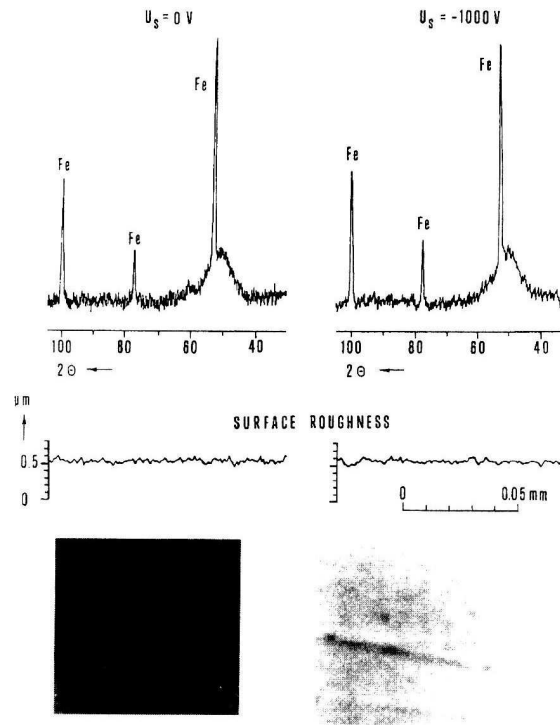 U_s = 0 V
U_s = -1000V
Fe
Fe
Fe
Fe
Fe
Fe
100 80 60 40
100 80 60 40
2Θ ←
2Θ ←
μm
↑
SURFACE ROUGHNESS
0.5
0
0 0.05 mm